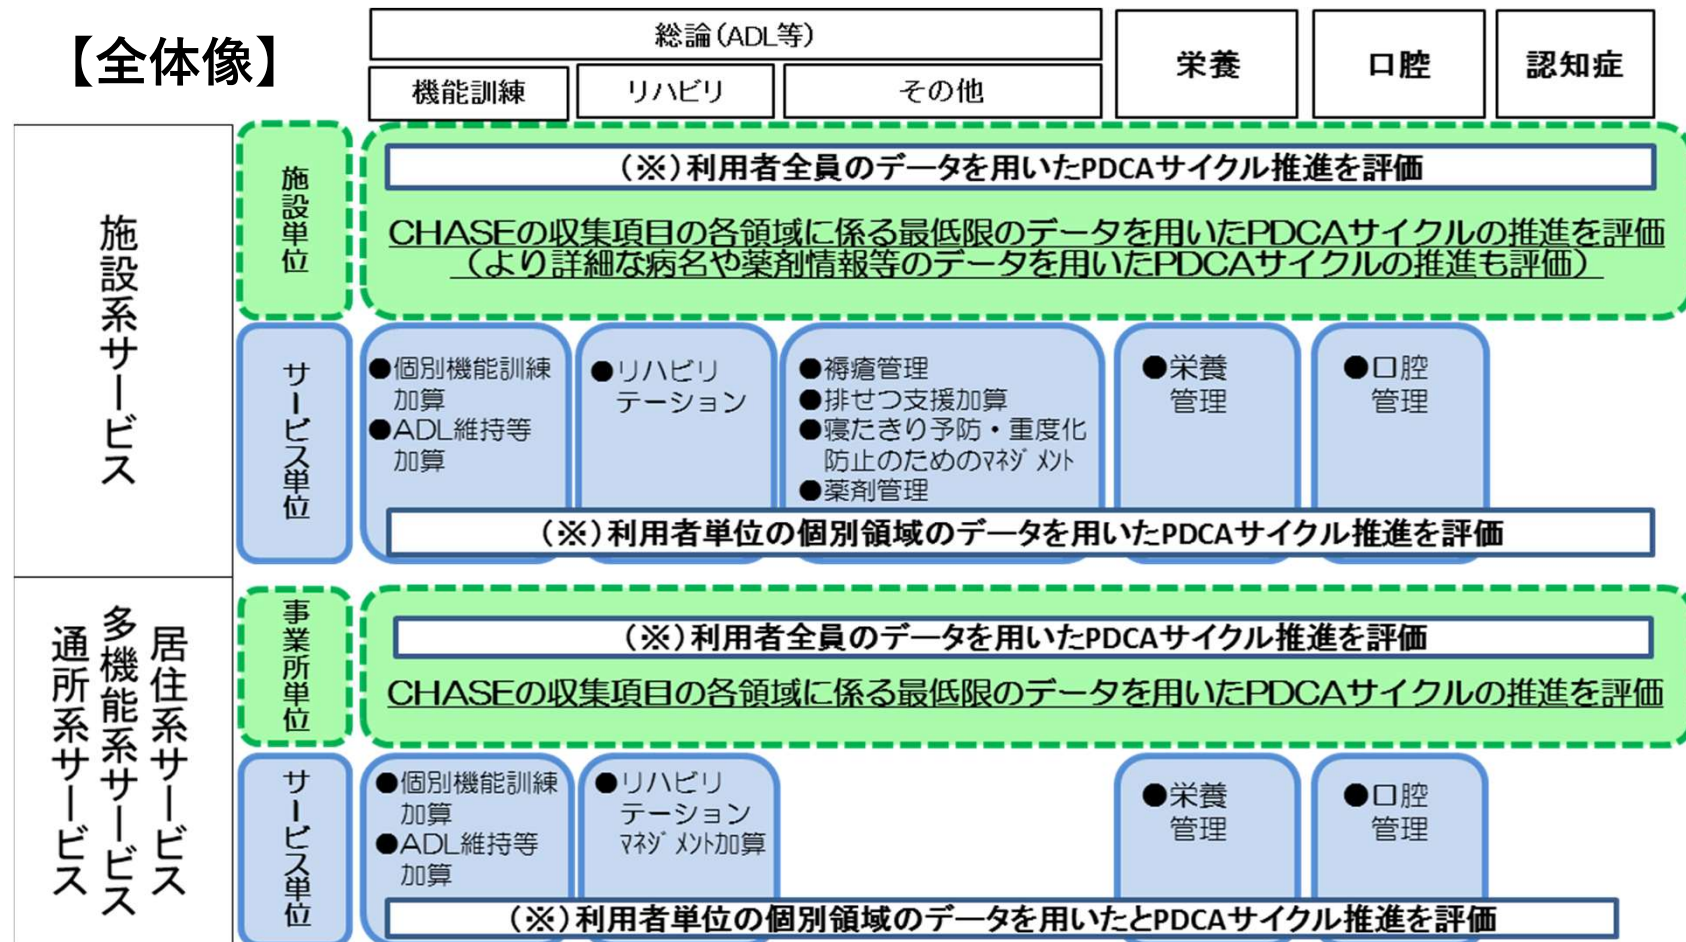 【全体像】
総論(ADL等)
機能訓練
リハビリ
その他
栄養
口腔
認知症
施設系サービス
施設単位
(※)利用者全員のデータを用いたPDCAサイクル推進を評価
CHASEの収集項目の各領域に係る最低限のデータを用いたPDCAサイクルの推進を評価
(より詳細な病名や薬剤情報等のデータを用いたPDCAサイクルの推進も評価)
サービス単位
●個別機能訓練
加算
●ADL維持等
加算
●リハビリ
テーション
●褥瘡管理
●排せつ支援加算
●寝たきり予防・重度化
防止のためのﾏﾈｼﾞﾒﾝﾄ
●薬剤管理
●栄養
管理
●口腔
管理
(※)利用者単位の個別領域のデータを用いたPDCAサイクル推進を評価
居住系サービス
多機能系サービス
通所系サービス
事業所単位
(※)利用者全員のデータを用いたPDCAサイクル推進を評価
CHASEの収集項目の各領域に係る最低限のデータを用いたPDCAサイクルの推進を評価
サービス単位
●個別機能訓練
加算
●ADL維持等
加算
●リハビリ
テーション
ﾏﾈｼﾞﾒﾝﾄ加算
●栄養
管理
●口腔
管理
(※)利用者単位の個別領域のデータを用いたとPDCAサイクル推進を評価